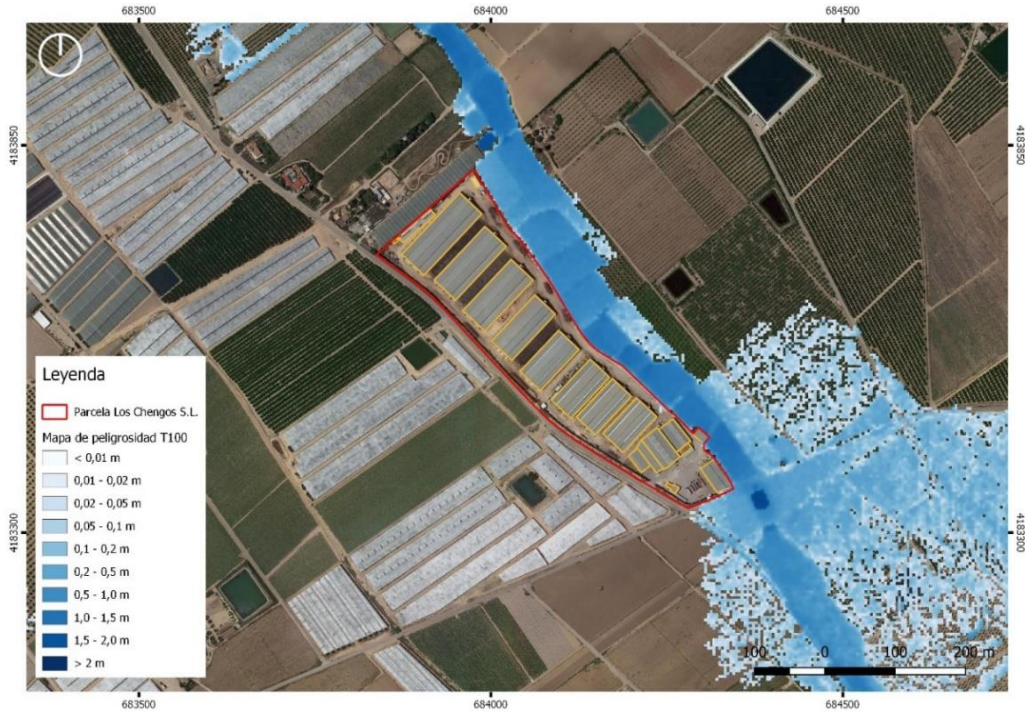 683500
684000
684500
4183850
4183850
Leyenda
Parcela Los Chengos S.L.
Mapa de peligrosidad T100
< 0,01 m
0,01 - 0,02 m
0,02 - 0,05 m
0,05 - 0,1 m
0,1 - 0,2 m
0,2 - 0,5 m
0,5 - 1,0 m
1,0 - 1,5 m
1,5 - 2,0 m
> 2 m
4183300
4183300
100 0 100 200 m
683500
684000
684500